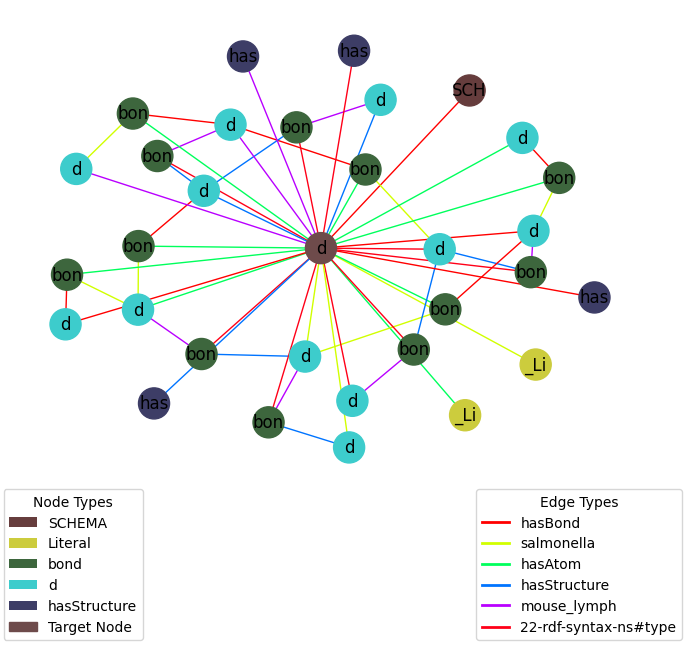 has
has
SCH
d
bon
d
bon
d
bon
bon
d
bon
d
d
bon
d
bon
d
d
bon
bon
has
d
d
bon
bon
bon
d
_Li
d
has
_Li
bon
d
Node Types
SCHEMA
Literal
bond
d
hasStructure
Target Node
Edge Types
hasBond
salmonella
hasAtom
hasStructure
mouse_lymph
22-rdf-syntax-ns#type